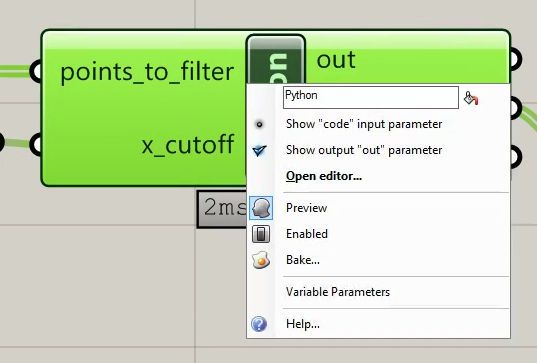 points_to_filter
x_cutoff
on
out
2ms
Python
Show "code" input parameter
Show output "out" parameter
Open editor...
Preview
Enabled
Bake...
Variable Parameters
Help...